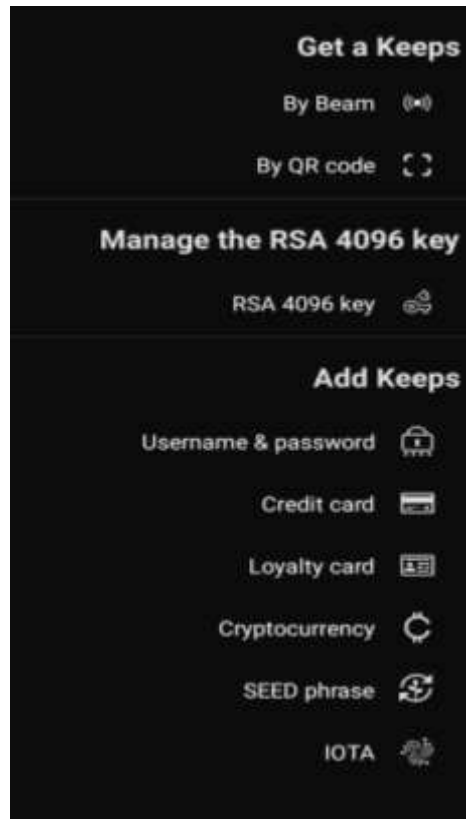 Get a Keeps
By Beam
By QR code
Manage the RSA 4096 key
RSA 4096 key
Add Keeps
Username & password
Credit card
Loyalty card
Cryptocurrency
SEED phrase
IOTA